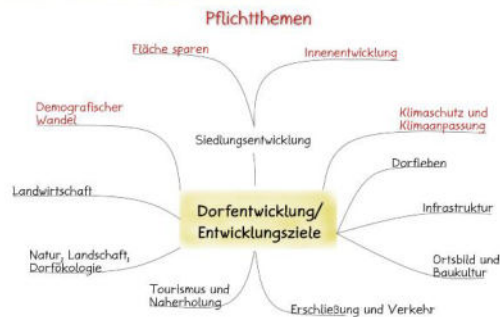 Pflichtthemen
Fläche sparen
Innenentwicklung
Demografischer
Wandel
Siedlungsentwicklung
Klimaschutz und
Klimaanpassung
Dorfleben
Landwirtschaft
Dorfentwicklung/
Entwicklungsziele
Infrastruktur
Natur, Landschaft,
Dorfökologie
Ortsbild und
Baukultur
Tourismus und
Naherholung
Erschließung und Verkehr